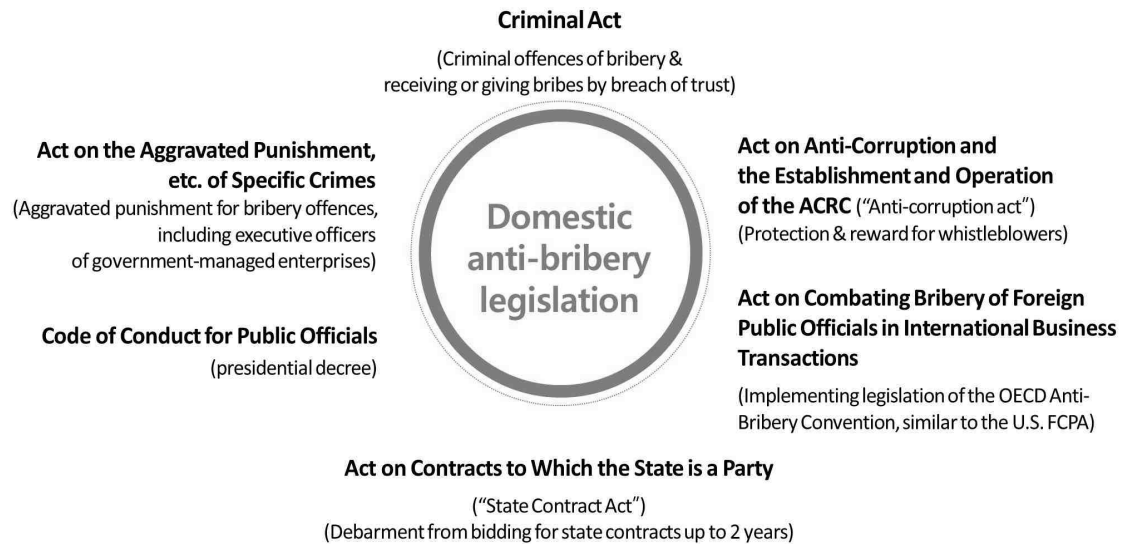 Criminal Act
(Criminal offences of bribery &
receiving or giving bribes by breach of trust)
Act on the Aggravated Punishment,
etc. of Specific Crimes
(Aggravated punishment for bribery offences,
including executive officers
of government-managed enterprises)
Code of Conduct for Public Officials
(presidential decree)
Domestic
anti-bribery
legislation
Act on Anti-Corruption and
the Establishment and Operation
of the ACRC (“Anti-corruption act”)
(Protection & reward for whistleblowers)
Act on Combating Bribery of Foreign
Public Officials in International Business
Transactions
(Implementing legislation of the OECD Anti-
Bribery Convention, similar to the U.S. FCPA)
Act on Contracts to Which the State is a Party
(“State Contract Act”)
(Debarment from bidding for state contracts up to 2 years)